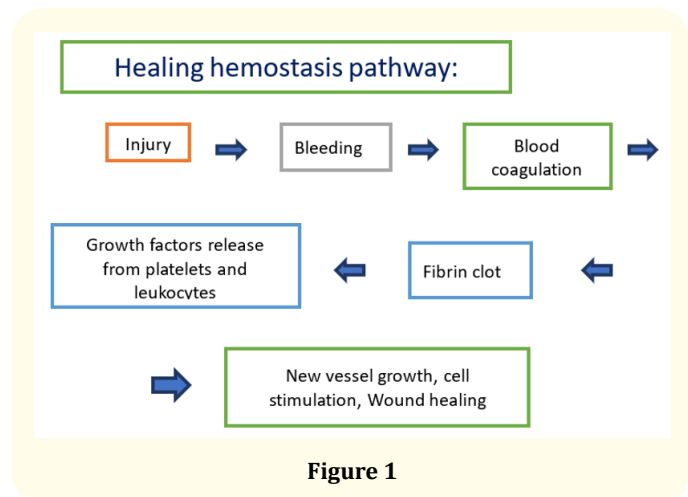 Healing hemostasis pathway:
Injury
Bleeding
Blood
coagulation
Growth factors release
from platelets and
leukocytes
Fibrin clot
New vessel growth, cell
stimulation, Wound healing
Figure 1